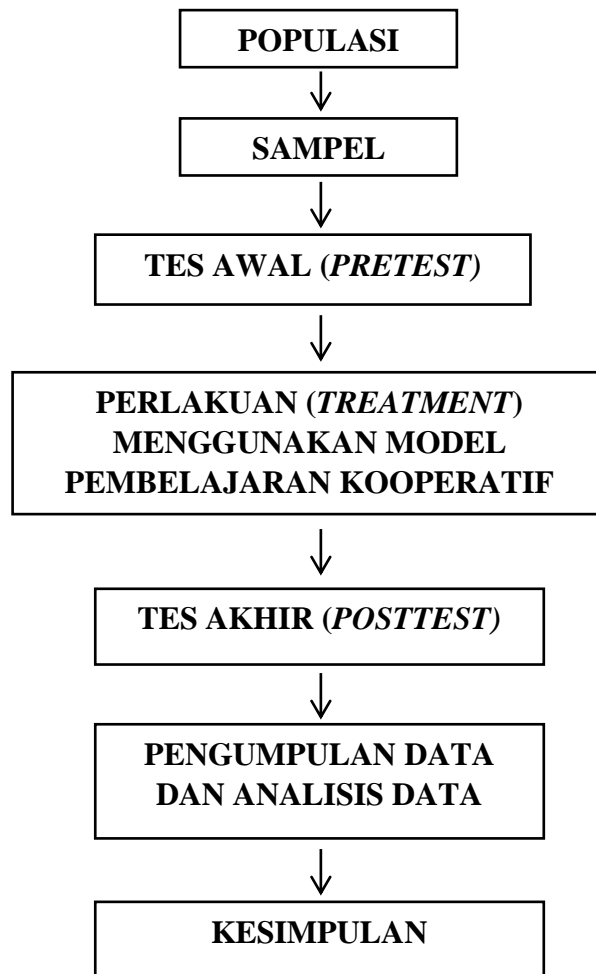 POPULASI
SAMPEL
TES AWAL (PRETEST)
PERLAKUAN (TREATMENT)
MENGGUNAKAN MODEL
PEMBELAJARAN KOOPERATIF
TES AKHIR (POSTTEST)
PENGUMPULAN DATA
DAN ANALISIS DATA
KESIMPULAN